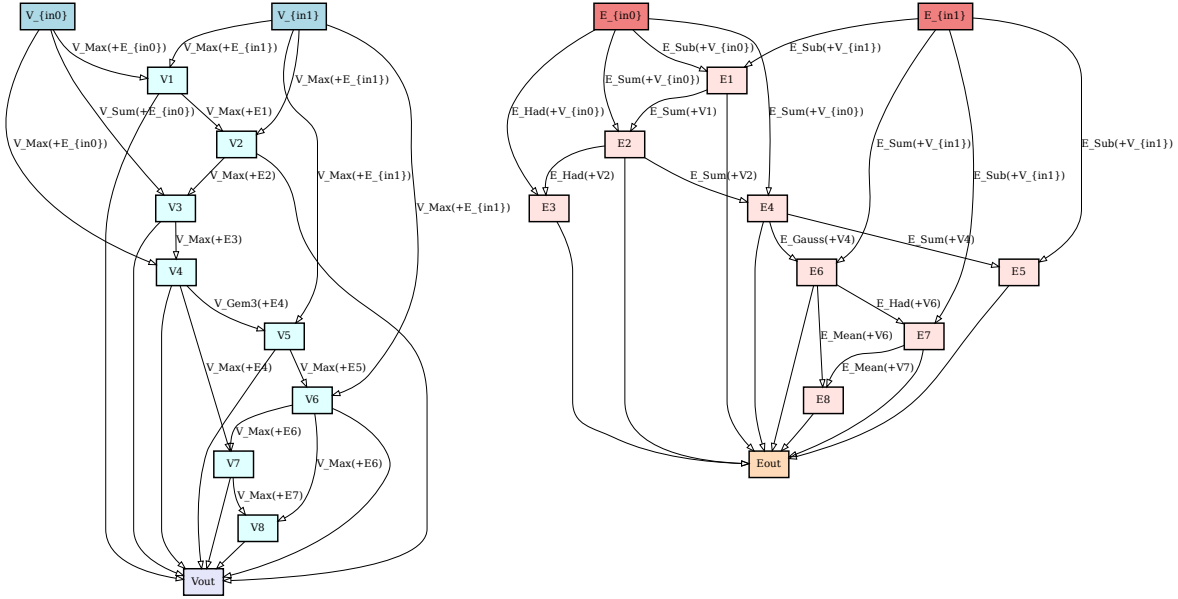 V_{in0}
V_{in1}
E_{in0}
E_{in1}
V_Max(+E_{in0})
V_Max(+E_{in1})
E_Sub(+V_{in0})
E_Sub(+V_{in1})
V1
V_Max(+E_{in1})
E_Sum(+V_{in0})
E1
V_Sum(+E_{in0})
V_Max(+E1)
E_Had(+V_{in0})
E_Sum(+V1)
E_Sum(+V_{in0})
V_Max(+E_{in0})
V2
E2
E_Sum(+V_{in1})
E_Sub(+V_{in1})
V_Max(+E2)
V_Max(+E_{in1})
E_Had(+V2)
E_Sum(+V2)
E_Sub(+V_{in1})
V3
V_Max(+E_{in1})
E3
E4
V_Max(+E3)
E_Gauss(+V4)
E_Sum(+V4)
V4
E6
E5
V_Gem3(+E4)
E_Had(+V6)
V5
E_Mean(+V6)
E7
V_Max(+E4)
V_Max(+E5)
E_Mean(+V7)
V6
E8
V_Max(+E6)
V_Max(+E6)
V7
Eout
V_Max(+E7)
V8
Vout